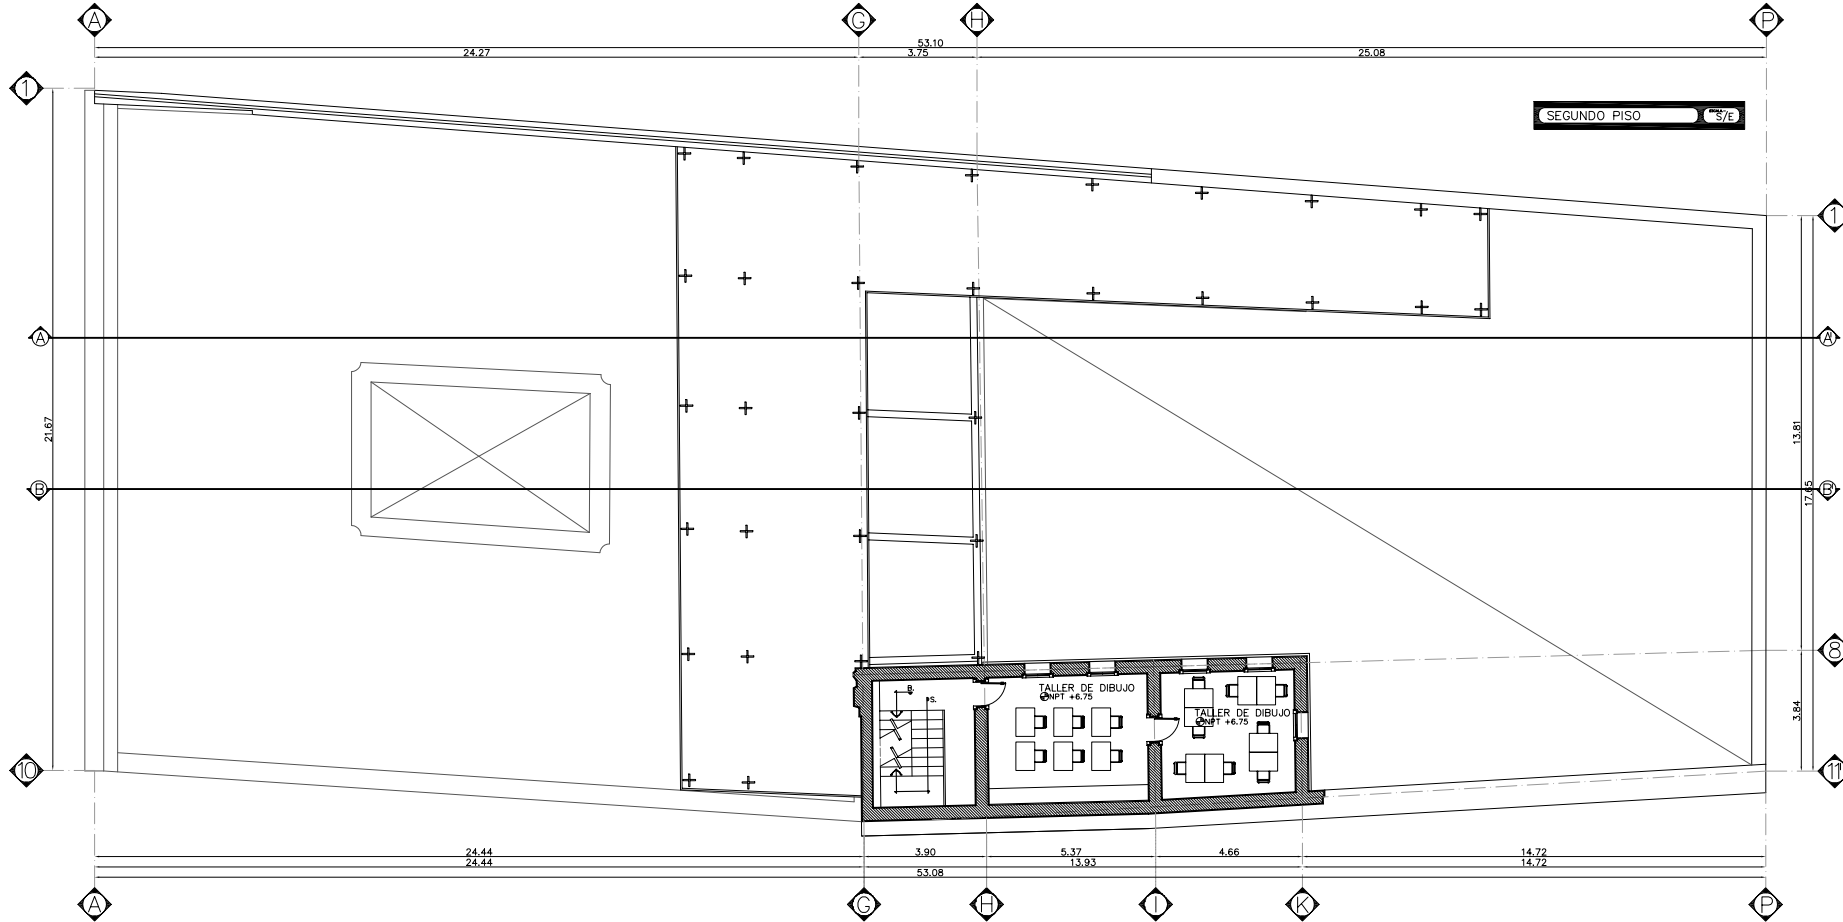 A G H P
53.10
24.27 3.75 25.08
1
SEGUNDO PISO
S/E
1
A A'
21.67
13.81
B B'
17.65
8
B.
S.
TALLER DE DIBUJO
NPT +6.75
TALLER DE DIBUJO
NPT +6.75
3.84
10 11'
24.44 3.90 5.37 4.66 14.72
24.44 13.93 14.72
53.08
A G H I K P